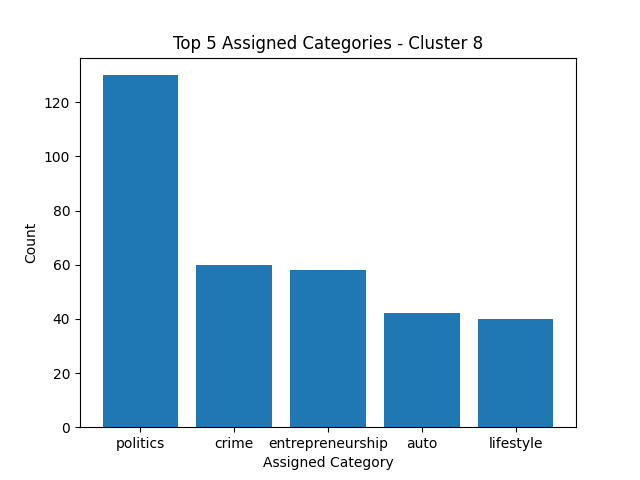 Top 5 Assigned Categories - Cluster 8
120
100
80
60
40
20
0
Count
politics crime entrepreneurship auto lifestyle
Assigned Category